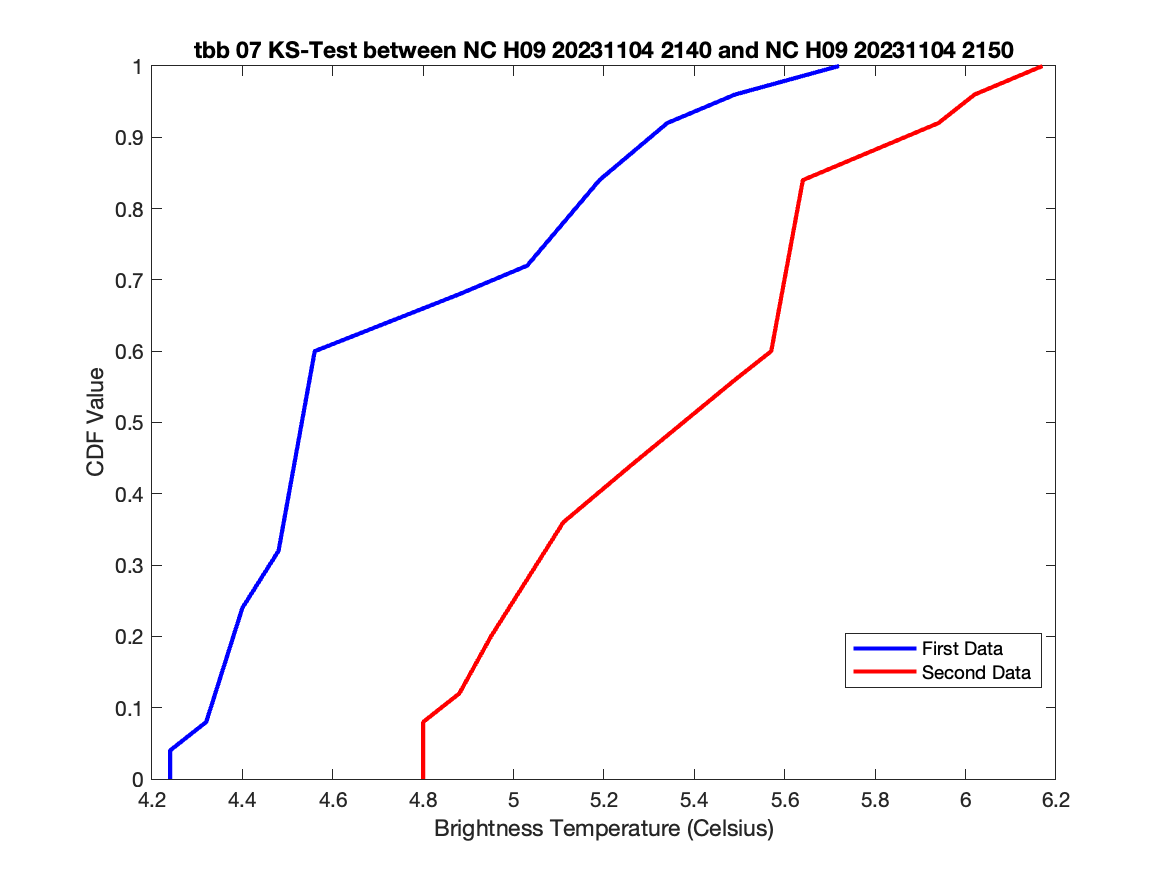 tbb 07 KS-Test between NC H09 20231104 2140 and NC H09 20231104 2150
1
0.9
0.8
0.7
0.6
0.5
0.4
0.3
0.2
0.1
0
CDF Value
First Data
Second Data
4.2 4.4 4.6 4.8 5 5.2 5.4 5.6 5.8 6 6.2
Brightness Temperature (Celsius)